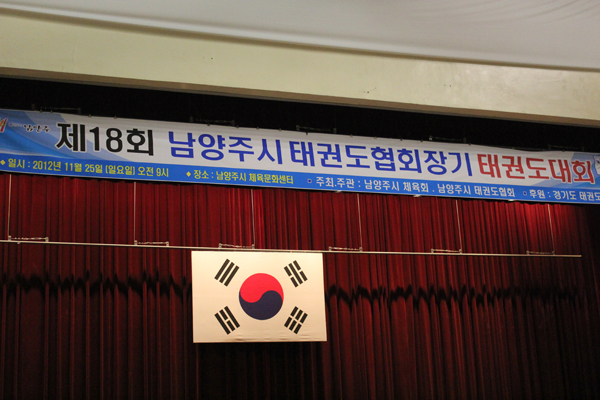 제18회 남양주시 태권도협회장기 태권도대회
◆ 일시 : 2012년 11월 25일 (일요일) 오전 9시 ◆ 장소 : 남양주시 체육문화센터 □ 주최.주관 : 남양주시 체육회 . 남양주시 태권도협회 □ 후원 : 경기도 태권도